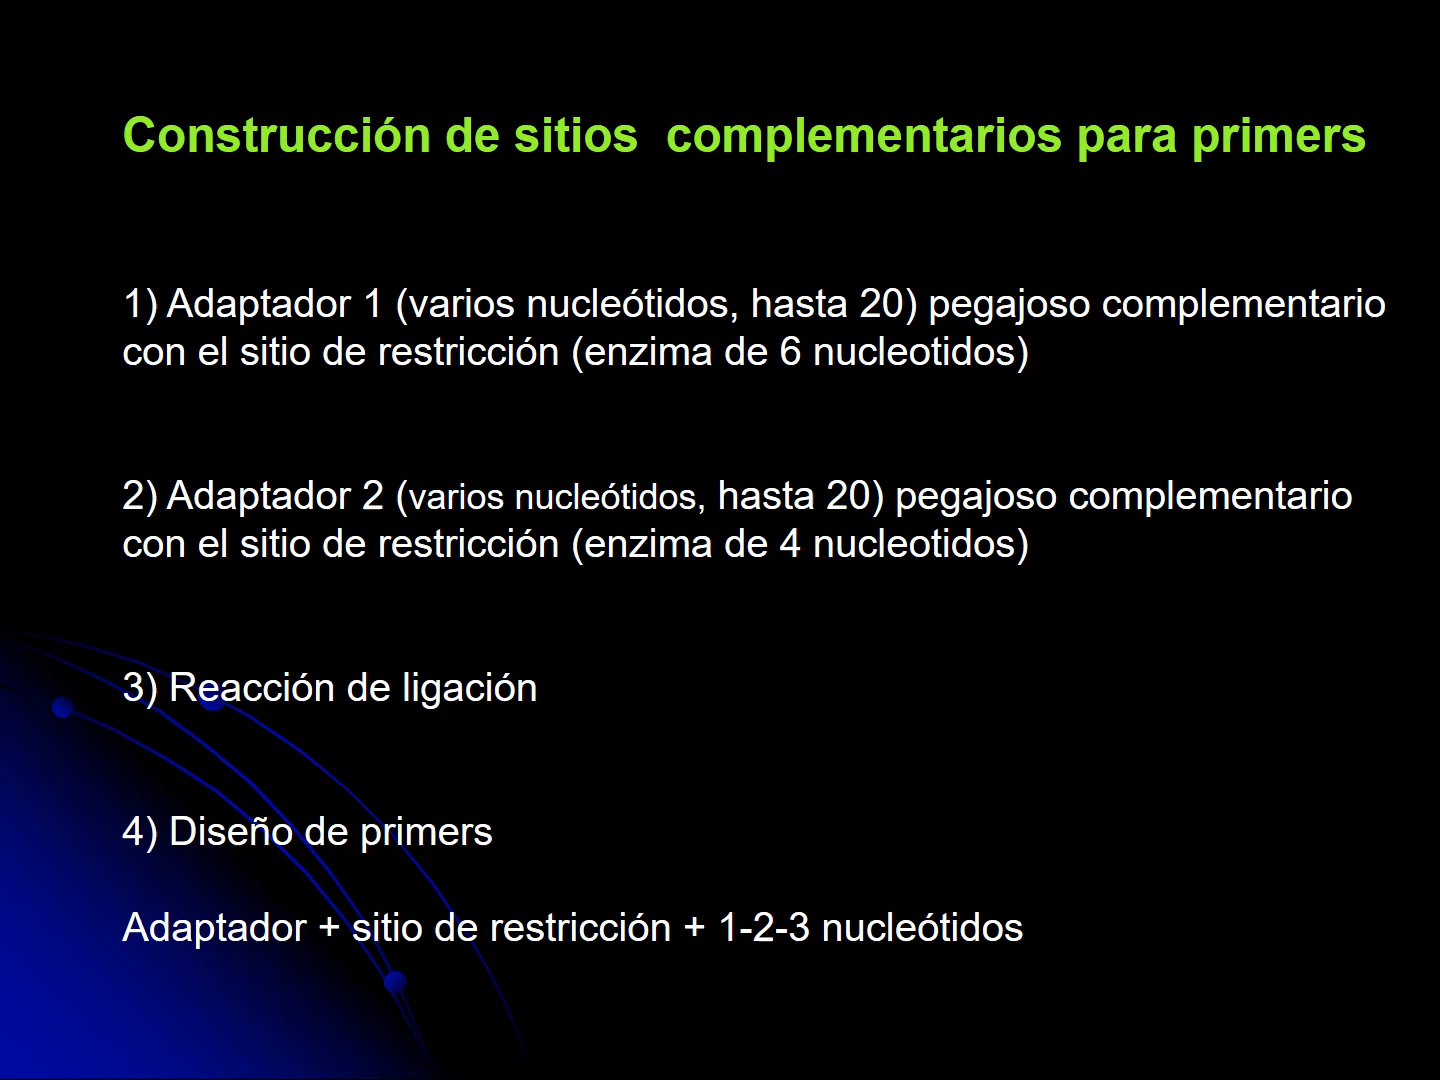 Construcción de sitios  complementarios para primers
1) Adaptador 1 (varios nucleótidos, hasta 20) pegajoso complementario
con el sitio de restricción (enzima de 6 nucleotidos)
2) Adaptador 2 (varios nucleótidos, hasta 20) pegajoso complementario
con el sitio de restricción (enzima de 4 nucleotidos)
3) Reacción de ligación
4) Diseño de primers
Adaptador + sitio de restricción + 1-2-3 nucleótidos